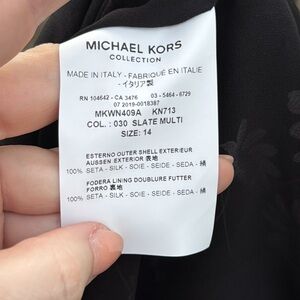 MICHAEL KORS
COLLECTION
MADE IN ITALY - FABRIQUÉ EN ITALIE
- イタリア製
RN 104642 - CA 3476 03 - 5464 - 6729
07 2019-0018387
MKWN409A KN713
COL. : 030 SLATE MULTI
SIZE: 14
ESTERNO OUTER SHELL EXTERIEUR
AUSSEN EXTERIOR 表地
100% SETA - SILK - SOIE - SEIDE - SEDA - 絹
FODERA LINING DOUBLURE FUTTER
FORRO 裏地
100% SETA - SILK - SOIE - SEIDE - SEDA - 絹